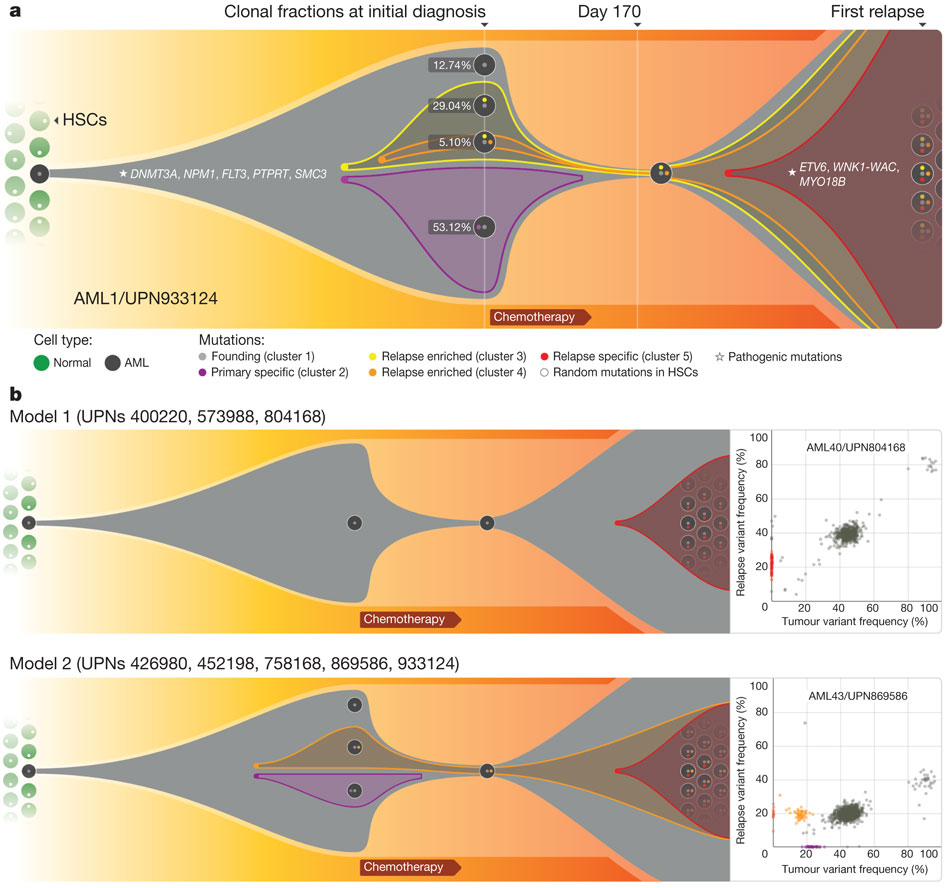 a
Clonal fractions at initial diagnosis
Day 170
First relapse
12.74%
29.04%
5.10%
53.12%
HSCs
DNMT3A, NPM1, FLT3, PTPRT, SMC3
ETV6, WNK1-WAC,
MYO18B
AML1/UPN933124
Chemotherapy
Cell type:
Normal
AML
Mutations:
Founding (cluster 1)
Primary specific (cluster 2)
Relapse enriched (cluster 3)
Relapse enriched (cluster 4)
Relapse specific (cluster 5)
Random mutations in HSCs
Pathogenic mutations
b
Model 1 (UPNs 400220, 573988, 804168)
Chemotherapy
AML40/UPN804168
Relapse variant frequency (%)
100
80
60
40
20
0
20
40
60
80
100
Tumour variant frequency (%)
Model 2 (UPNs 426980, 452198, 758168, 869586, 933124)
Chemotherapy
AML43/UPN869586
Relapse variant frequency (%)
100
80
60
40
20
0
20
40
60
80
100
Tumour variant frequency (%)